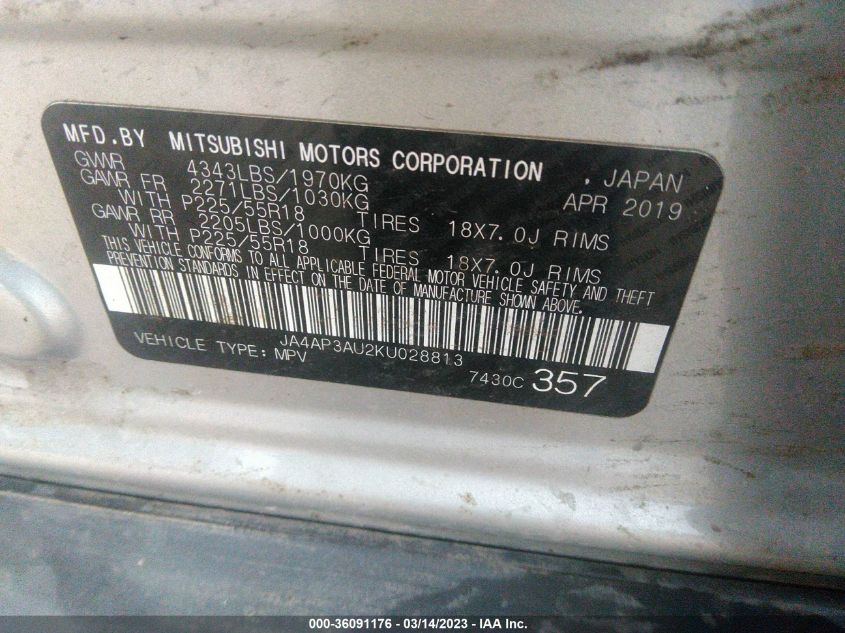 MFD.BY MITSUBISHI MOTORS CORPORATION . JAPAN
GVWR 4343LBS/1970KG APR 2019
GAWR FR 2271LBS/1030KG
WITH P225/55R18 TIRES 18X7.0J RIMS
GAWR RR 2205LBS/1000KG
WITH P225/55R18 TIRES 18X7.0J RIMS
THIS VEHICLE CONFORMS TO ALL APPLICABLE FEDERAL MOTOR VEHICLE SAFETY AND THEFT
PREVENTION STANDARDS IN EFFECT ON THE DATE OF MANUFACTURE SHOWN ABOVE.
JA4AP3AU2KU028813
VEHICLE TYPE: MPV 7430C 357
000-36091176 — 03/14/2023 — IAA Inc.